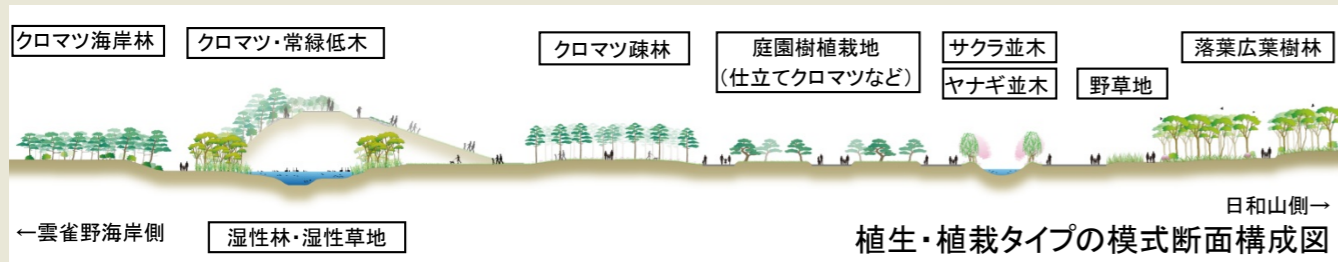 クロマツ海岸林
クロマツ・常緑低木
クロマツ疎林
庭園樹植栽地
(仕立てクロマツなど)
サクラ並木
ヤナギ並木
野草地
落葉広葉樹林
←雲雀野海岸側
湿性林・湿性草地
日和山側→
植生・植栽タイプの模式断面構成図